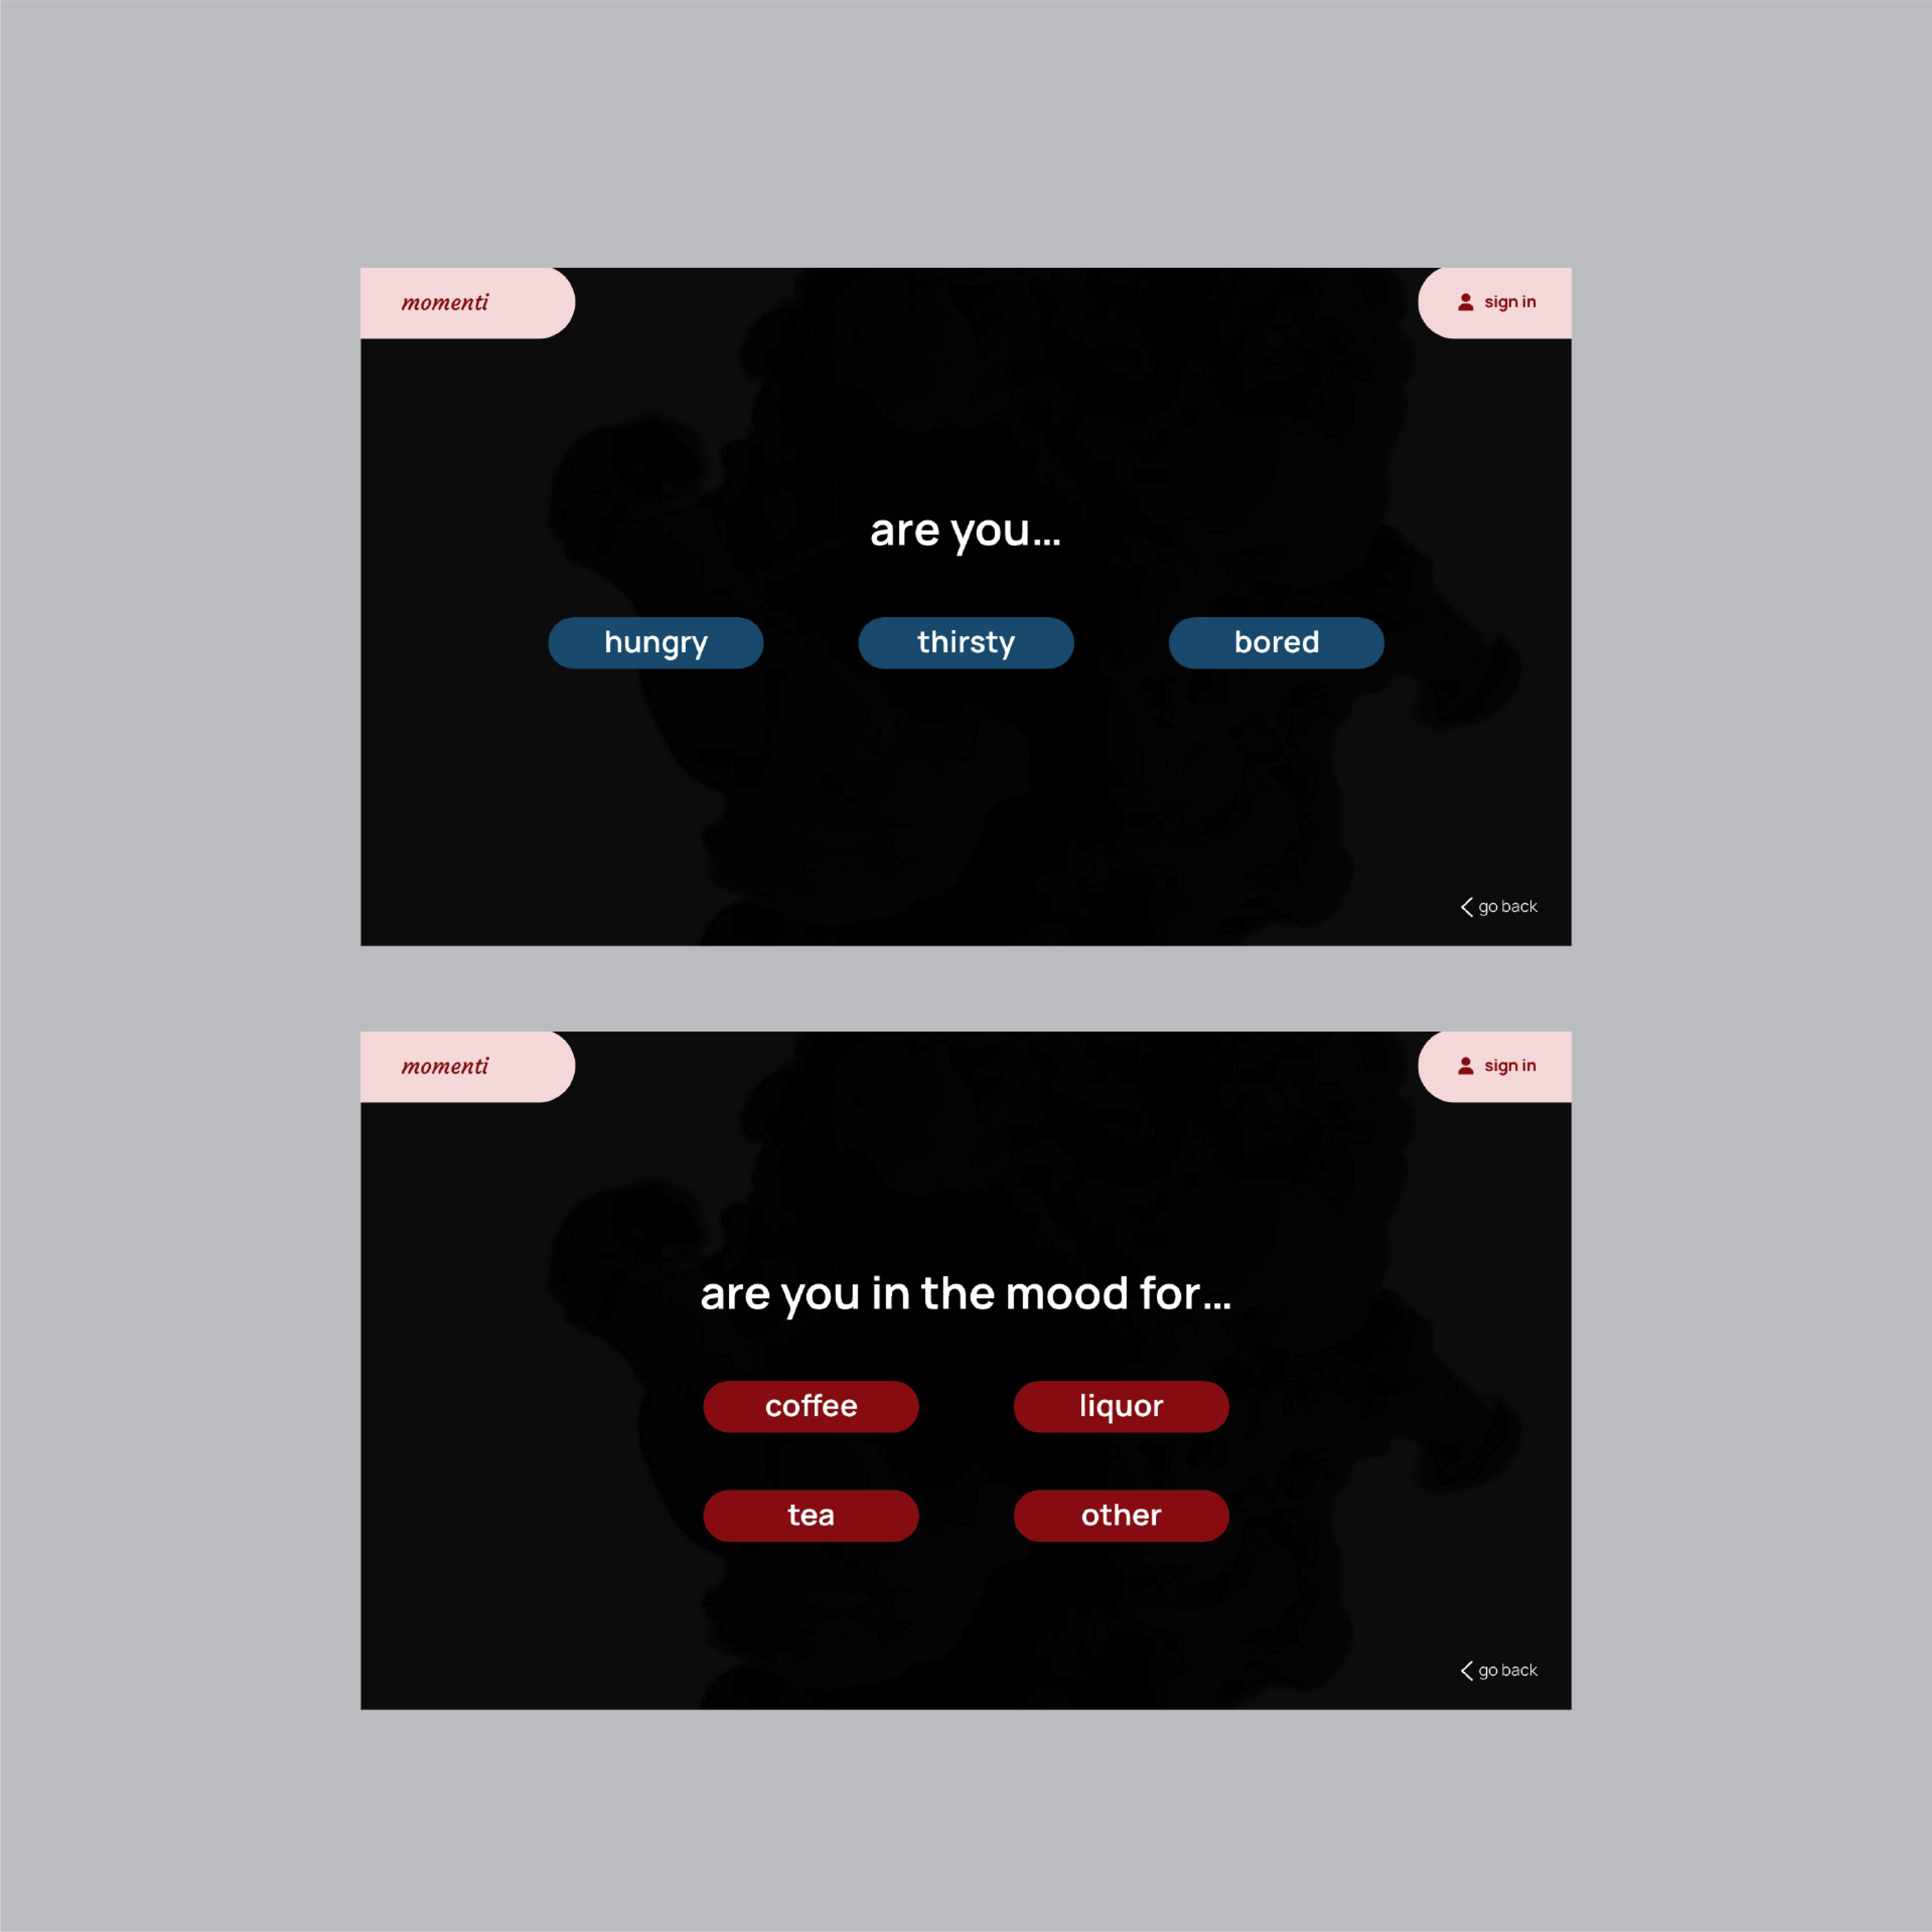 momenti
sign in
are you...
hungry thirsty bored
go back
momenti
sign in
are you in the mood for...
coffee liquor
tea other
go back